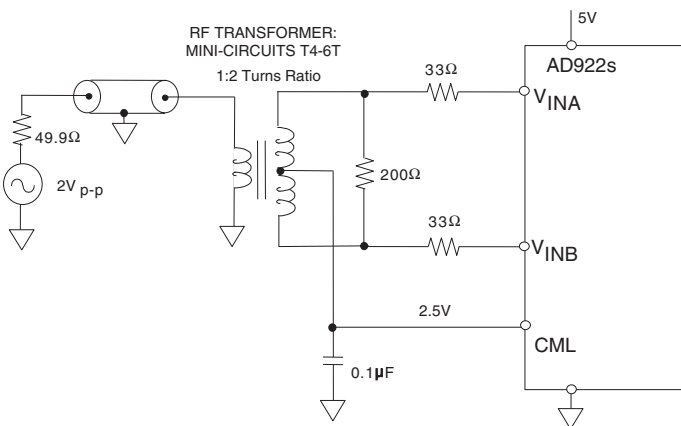 RF TRANSFORMER:
MINI-CIRCUITS T4-6T
1:2 Turns Ratio
5V
AD922s
33Ω
VINA
49.9Ω
2V p-p
200Ω
33Ω
VINB
2.5V
CML
0.1µF